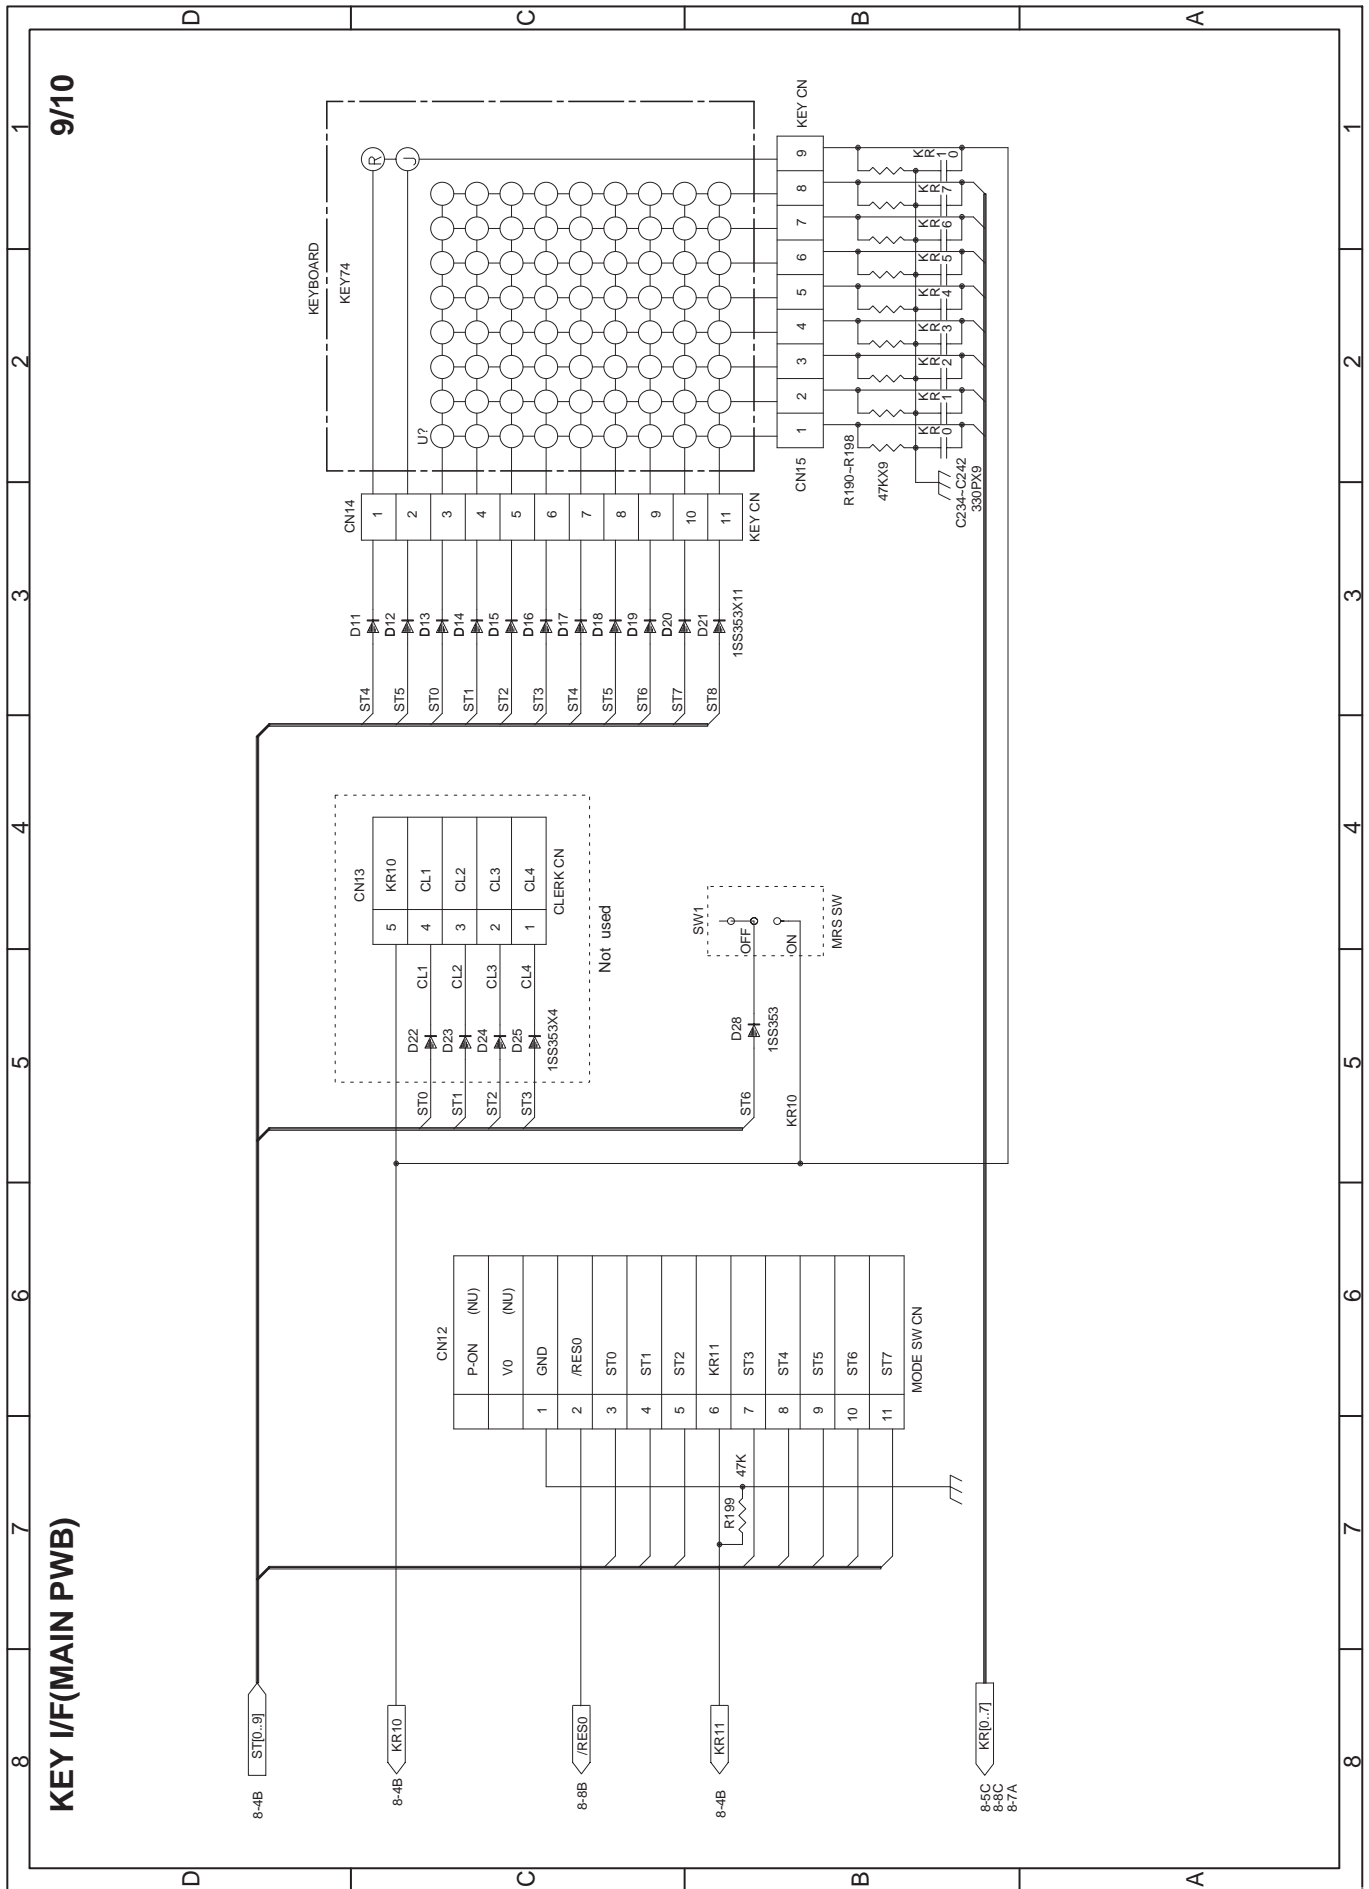 KEY I/F(MAIN PWB)
9/10
8 7 6 5 4 3 2 1
D
C
B
A
D
C
B
A
8 7 6 5 4 3 2 1
8-4B
ST[0..9]
8-4B
KR10
8-8B
/RES0
8-4B
KR11
8-5C
8-8C
8-7A
KR[0..7]
R199
47K
CN12
P-ON (NU)
V0 (NU)
1 GND
2 /RES0
3 ST0
4 ST1
5 ST2
6 KR11
7 ST3
8 ST4
9 ST5
10 ST6
11 ST7
MODE SW CN
CN13
5 KR10
ST0 D22 CL1 4 CL1
ST1 D23 CL2 3 CL2
ST2 D24 CL3 2 CL3
ST3 D25 CL4 1 CL4
1SS353X4
CLERK CN
Not used
ST6
D28
1SS353
KR10
SW1
OFF
ON
MRS SW
CN14
ST4 D11 1
ST5 D12 2
ST0 D13 3
ST1 D14 4
ST2 D15 5
ST3 D16 6
ST4 D17 7
ST5 D18 8
ST6 D19 9
ST7 D20 10
ST8 D21 11
1SS353X11
KEY CN
KEYBOARD
KEY74
U?
R
J
CN15
1 2 3 4 5 6 7 8 9
KEY CN
R190~R198
47KX9
KR0 KR1 KR2 KR3 KR4 KR5 KR6 KR7 KR10
C234~C242
330PX9